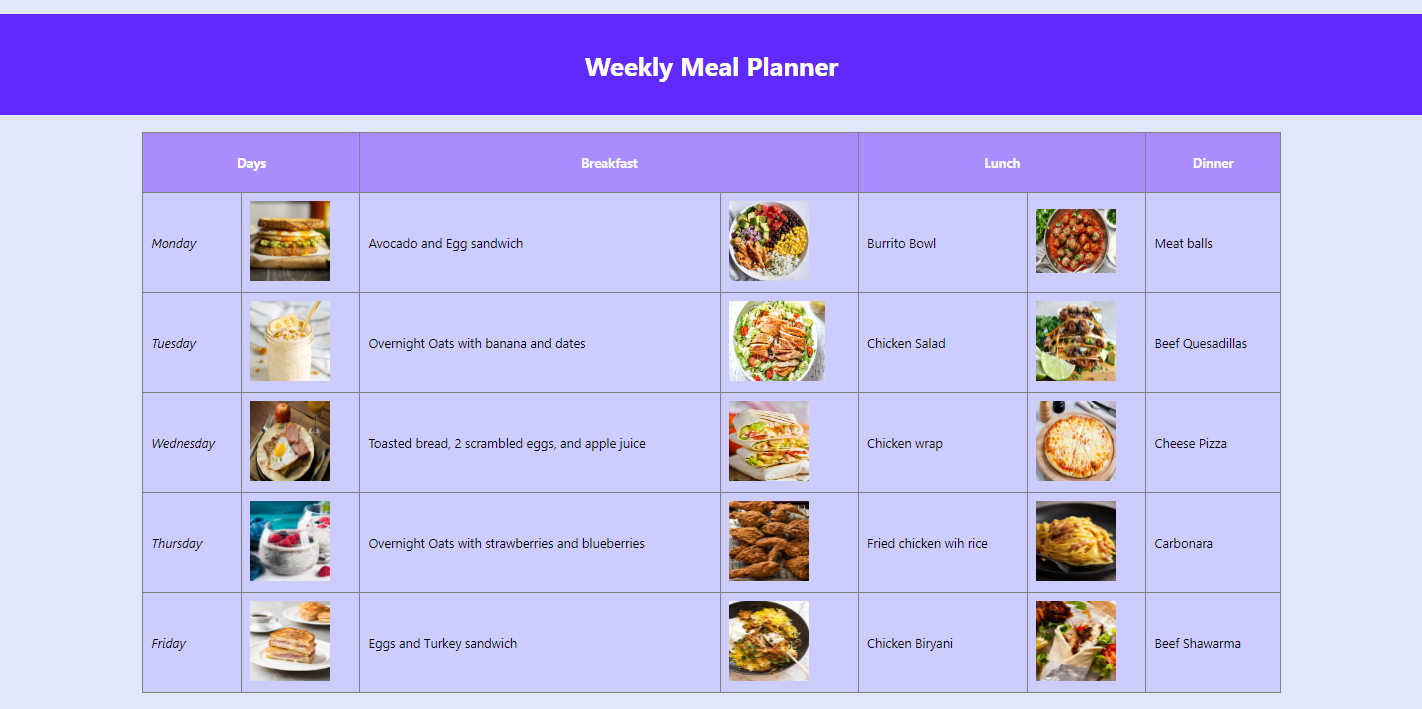 Weekly Meal Planner
Days Breakfast Lunch Dinner
Monday Avocado and Egg sandwich Burrito Bowl Meat balls
Tuesday Overnight Oats with banana and dates Chicken Salad Beef Quesadillas
Wednesday Toasted bread, 2 scrambled eggs, and apple juice Chicken wrap Cheese Pizza
Thursday Overnight Oats with strawberries and blueberries Fried chicken wih rice Carbonara
Friday Eggs and Turkey sandwich Chicken Biryani Beef Shawarma